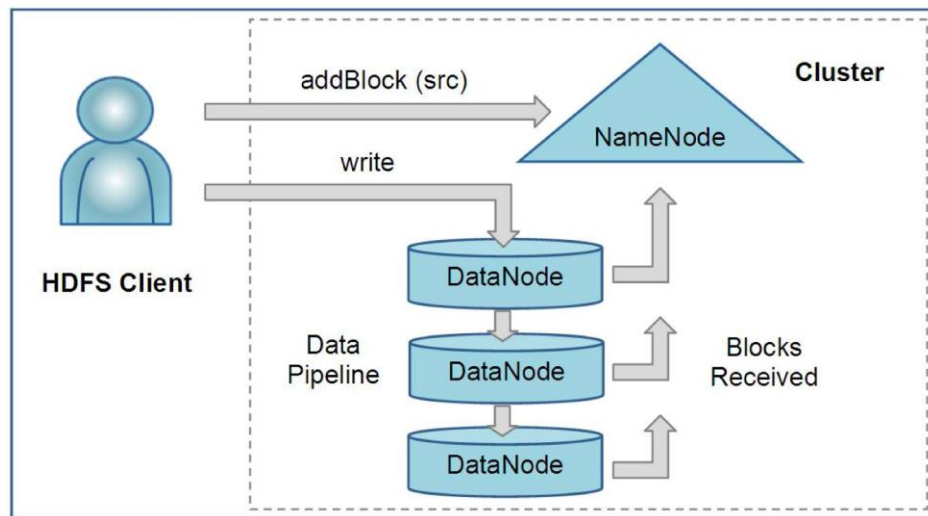 addBlock (src)
Cluster
NameNode
write
HDFS Client
DataNode
Data
Pipeline
DataNode
Blocks
Received
DataNode